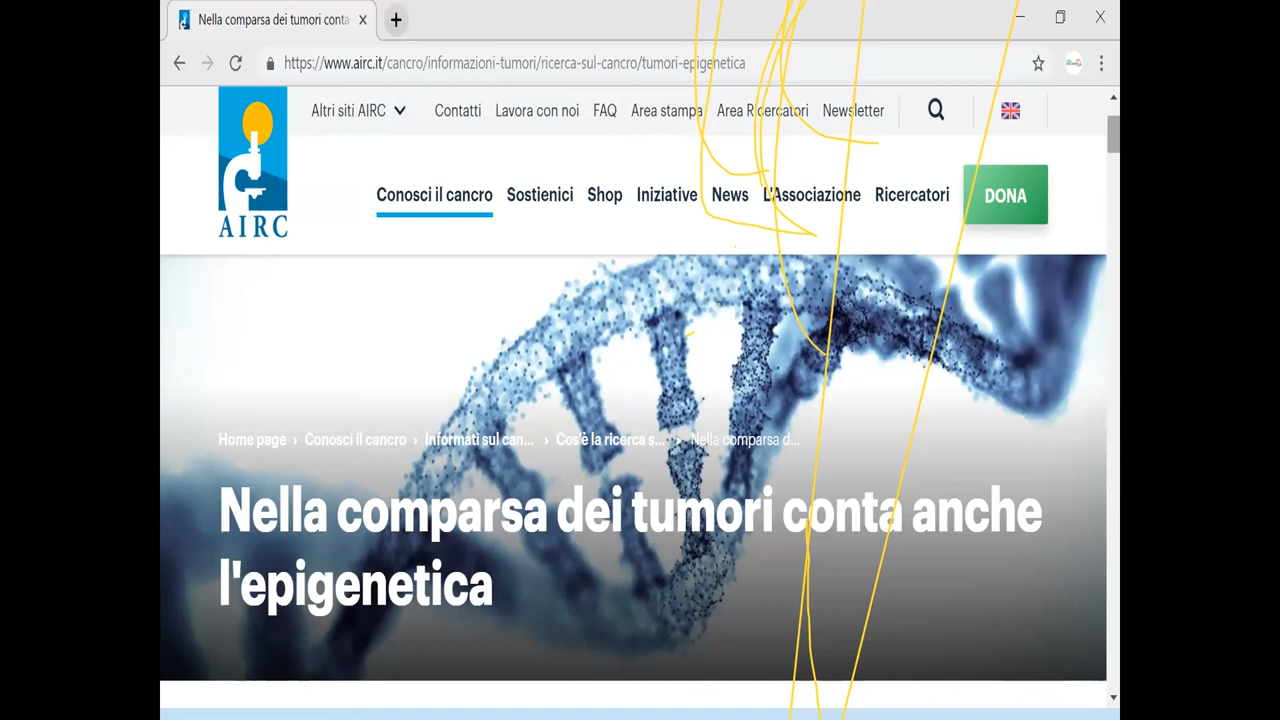 Nella comparsa dei tumori conta
https://www.airc.it/cancro/informazioni-tumori/ricerca-sul-cancro/tumori-epigenetica
Altri siti AIRC Contatti Lavora con noi FAQ Area stampa Area Ricercatori Newsletter
AIRC
Conosci il cancro Sostienici Shop Iniziative News L'Associazione Ricercatori DONA
Home page › Conosci il cancro › Informati sul can... › Cos'è la ricerca s... › Nella comparsa d...
Nella comparsa dei tumori conta anche
l'epigenetica